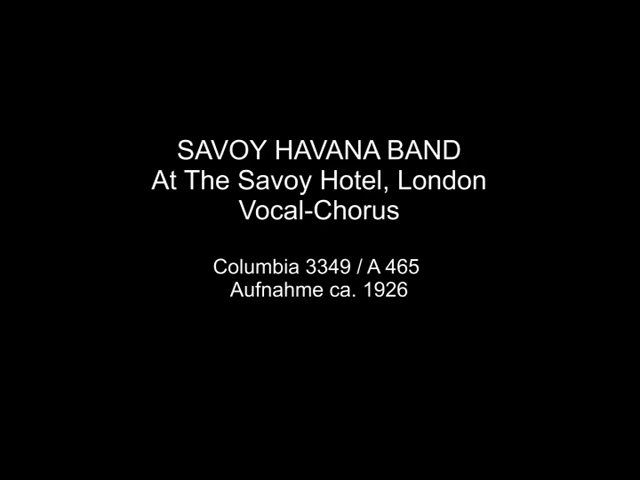 SAVOY HAVANA BAND
At The Savoy Hotel, London
Vocal-Chorus
Columbia 3349 / A 465
Aufnahme ca. 1926